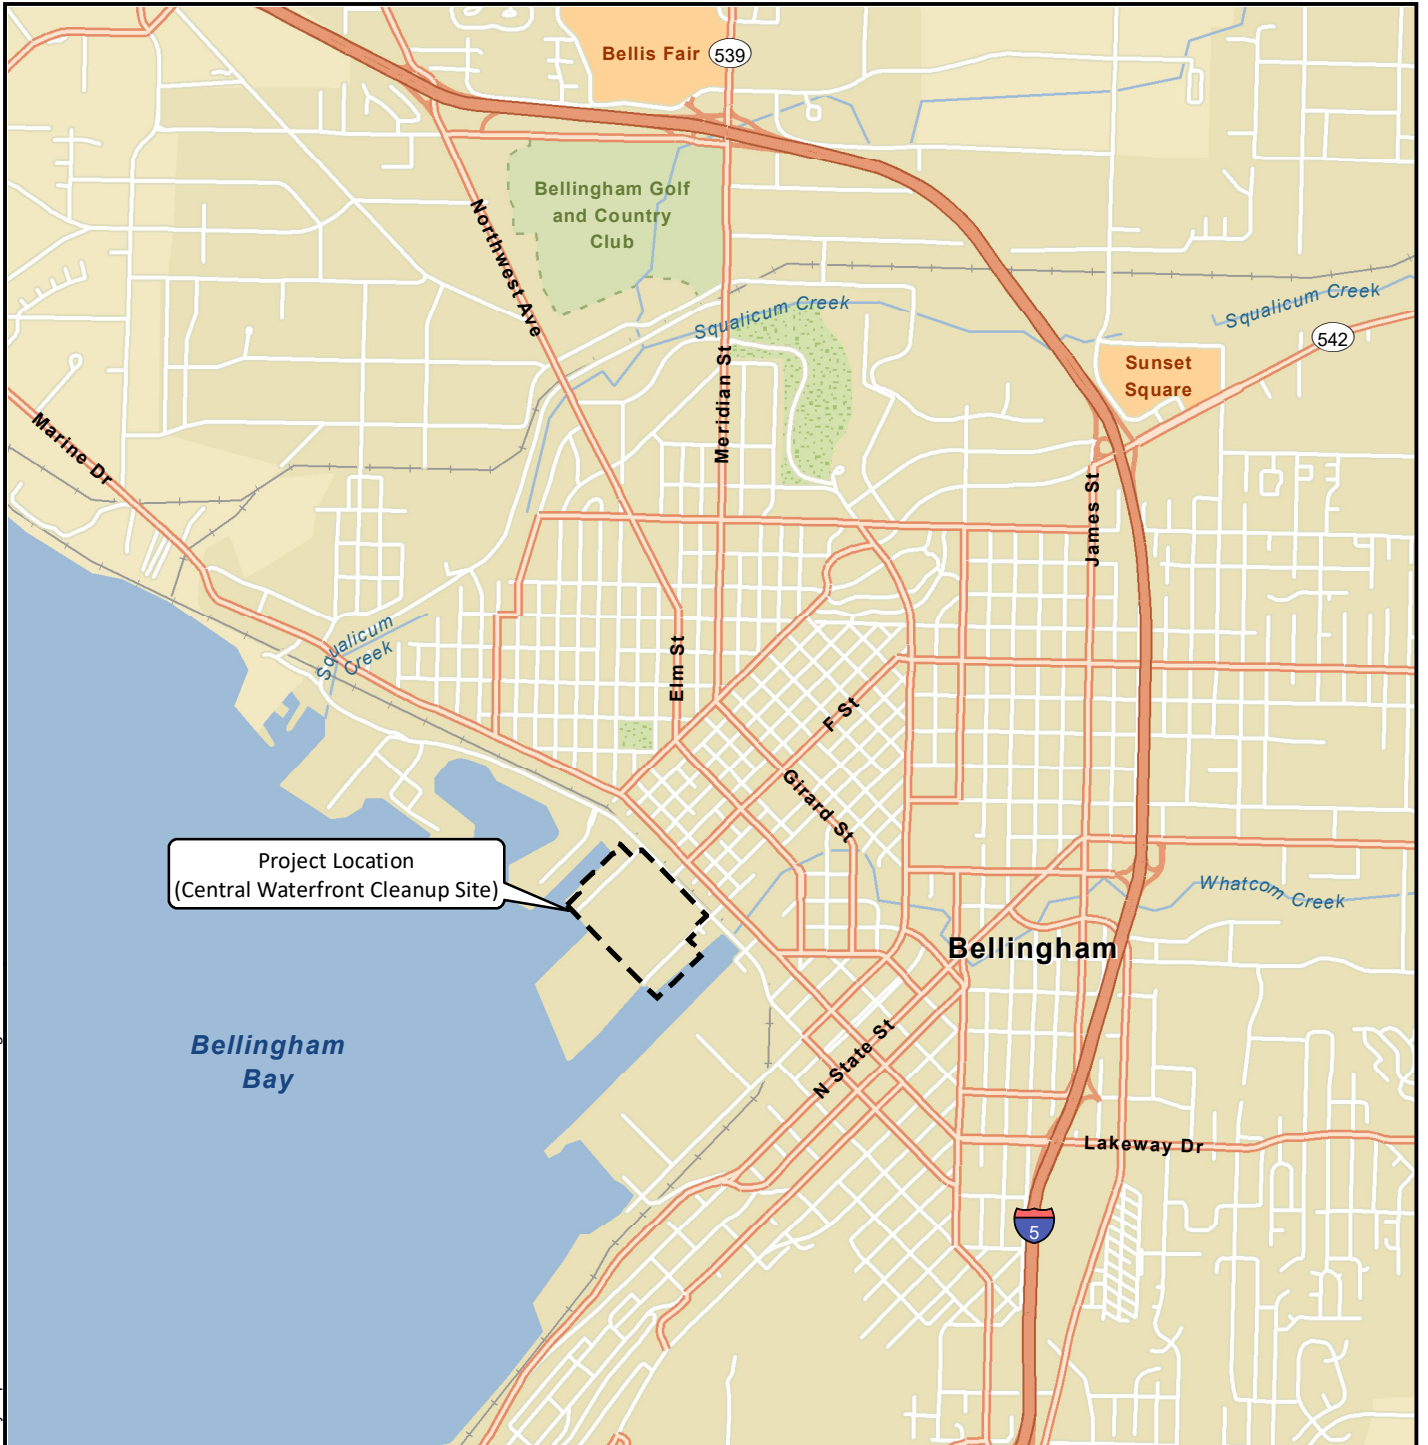 Bellis Fair
539
Bellingham Golf
and Country
Club
Northwest Ave
Squalicum Creek
Squalicum Creek
542
Meridian St
Sunset
Square
Marine Dr
James St
Squalicum
Creek
Elm St
F St
Girard St
Project Location
(Central Waterfront Cleanup Site)
Whatcom Creek
Bellingham
Bellingham
Bay
N State St
Lakeway Dr
5